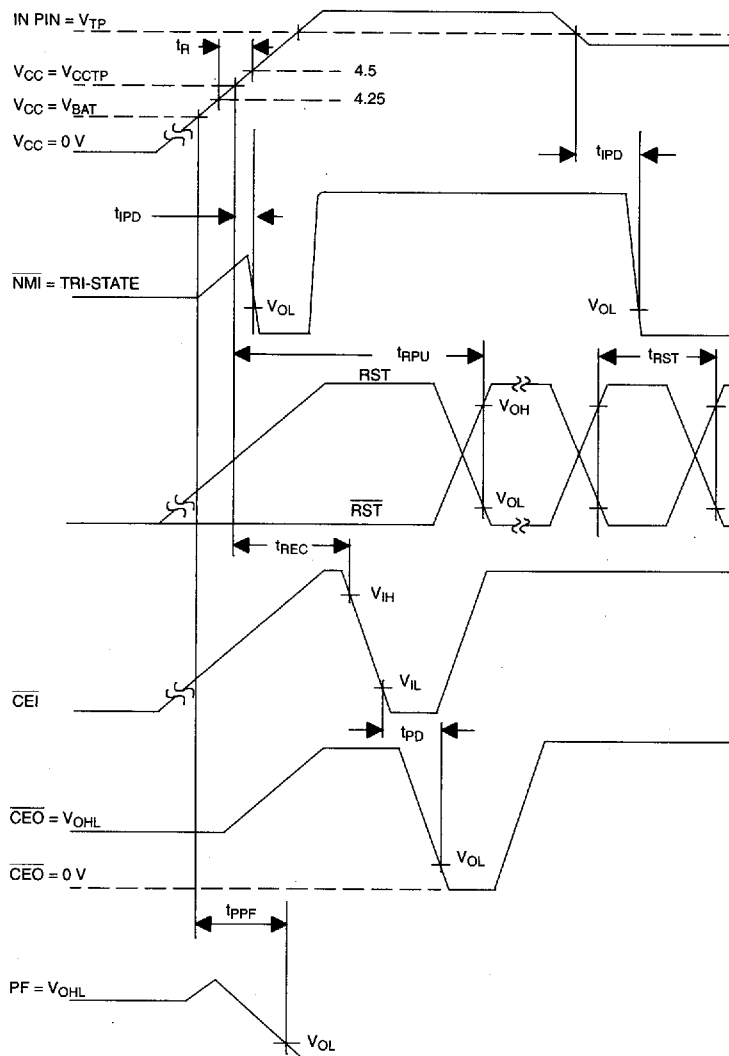 IN PIN = VTP
tR
VCC = VCCTP
4.5
4.25
VCC = VBAT
VCC = 0 V
tIPD
tIPD
NMI = TRI-STATE
VOL
VOL
tRPU
tRST
RST
VOH
VOL
RST
tREC
VIH
VIL
CEI
tPD
CEO = VOHL
VOL
CEO = 0 V
tPPF
PF = VOHL
VOL